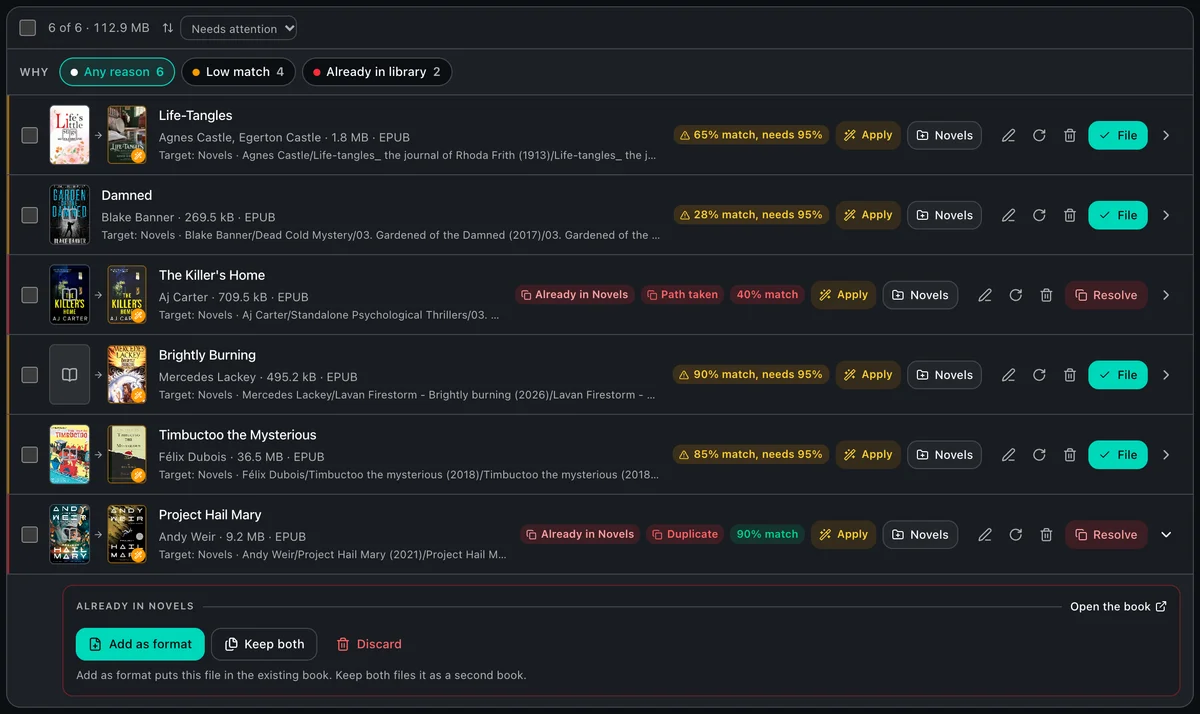 6 of 6 · 112.9 MB Needs attention
WHY Any reason 6 Low match 4 Already in library 2
Life-Tangles
Agnes Castle, Egerton Castle · 1.8 MB · EPUB
Target: Novels · Agnes Castle/Life-tangles_ the journal of Rhoda Frith (1913)/Life-tangles_ the j...
65% match, needs 95% Apply Novels File
Damned
Blake Banner · 269.5 kB · EPUB
Target: Novels · Blake Banner/Dead Cold Mystery/03. Gardened of the Damned (2017)/03. Gardened of the ...
28% match, needs 95% Apply Novels File
The Killer's Home
Aj Carter · 709.5 kB · EPUB
Target: Novels · Aj Carter/Standalone Psychological Thrillers/03. ...
Already in Novels Path taken 40% match Apply Novels Resolve
Brightly Burning
Mercedes Lackey · 495.2 kB · EPUB
Target: Novels · Mercedes Lackey/Lavan Firestorm - Brightly burning (2026)/Lavan Firestorm - ...
90% match, needs 95% Apply Novels File
Timbuctoo the Mysterious
Félix Dubois · 36.5 MB · EPUB
Target: Novels · Félix Dubois/Timbuctoo the mysterious (2018)/Timbuctoo the mysterious (2018...
85% match, needs 95% Apply Novels File
Project Hail Mary
Andy Weir · 9.2 MB · EPUB
Target: Novels · Andy Weir/Project Hail Mary (2021)/Project Hail M...
Already in Novels Duplicate 90% match Apply Novels Resolve
ALREADY IN NOVELS Open the book
Add as format Keep both Discard
Add as format puts this file in the existing book. Keep both files it as a second book.